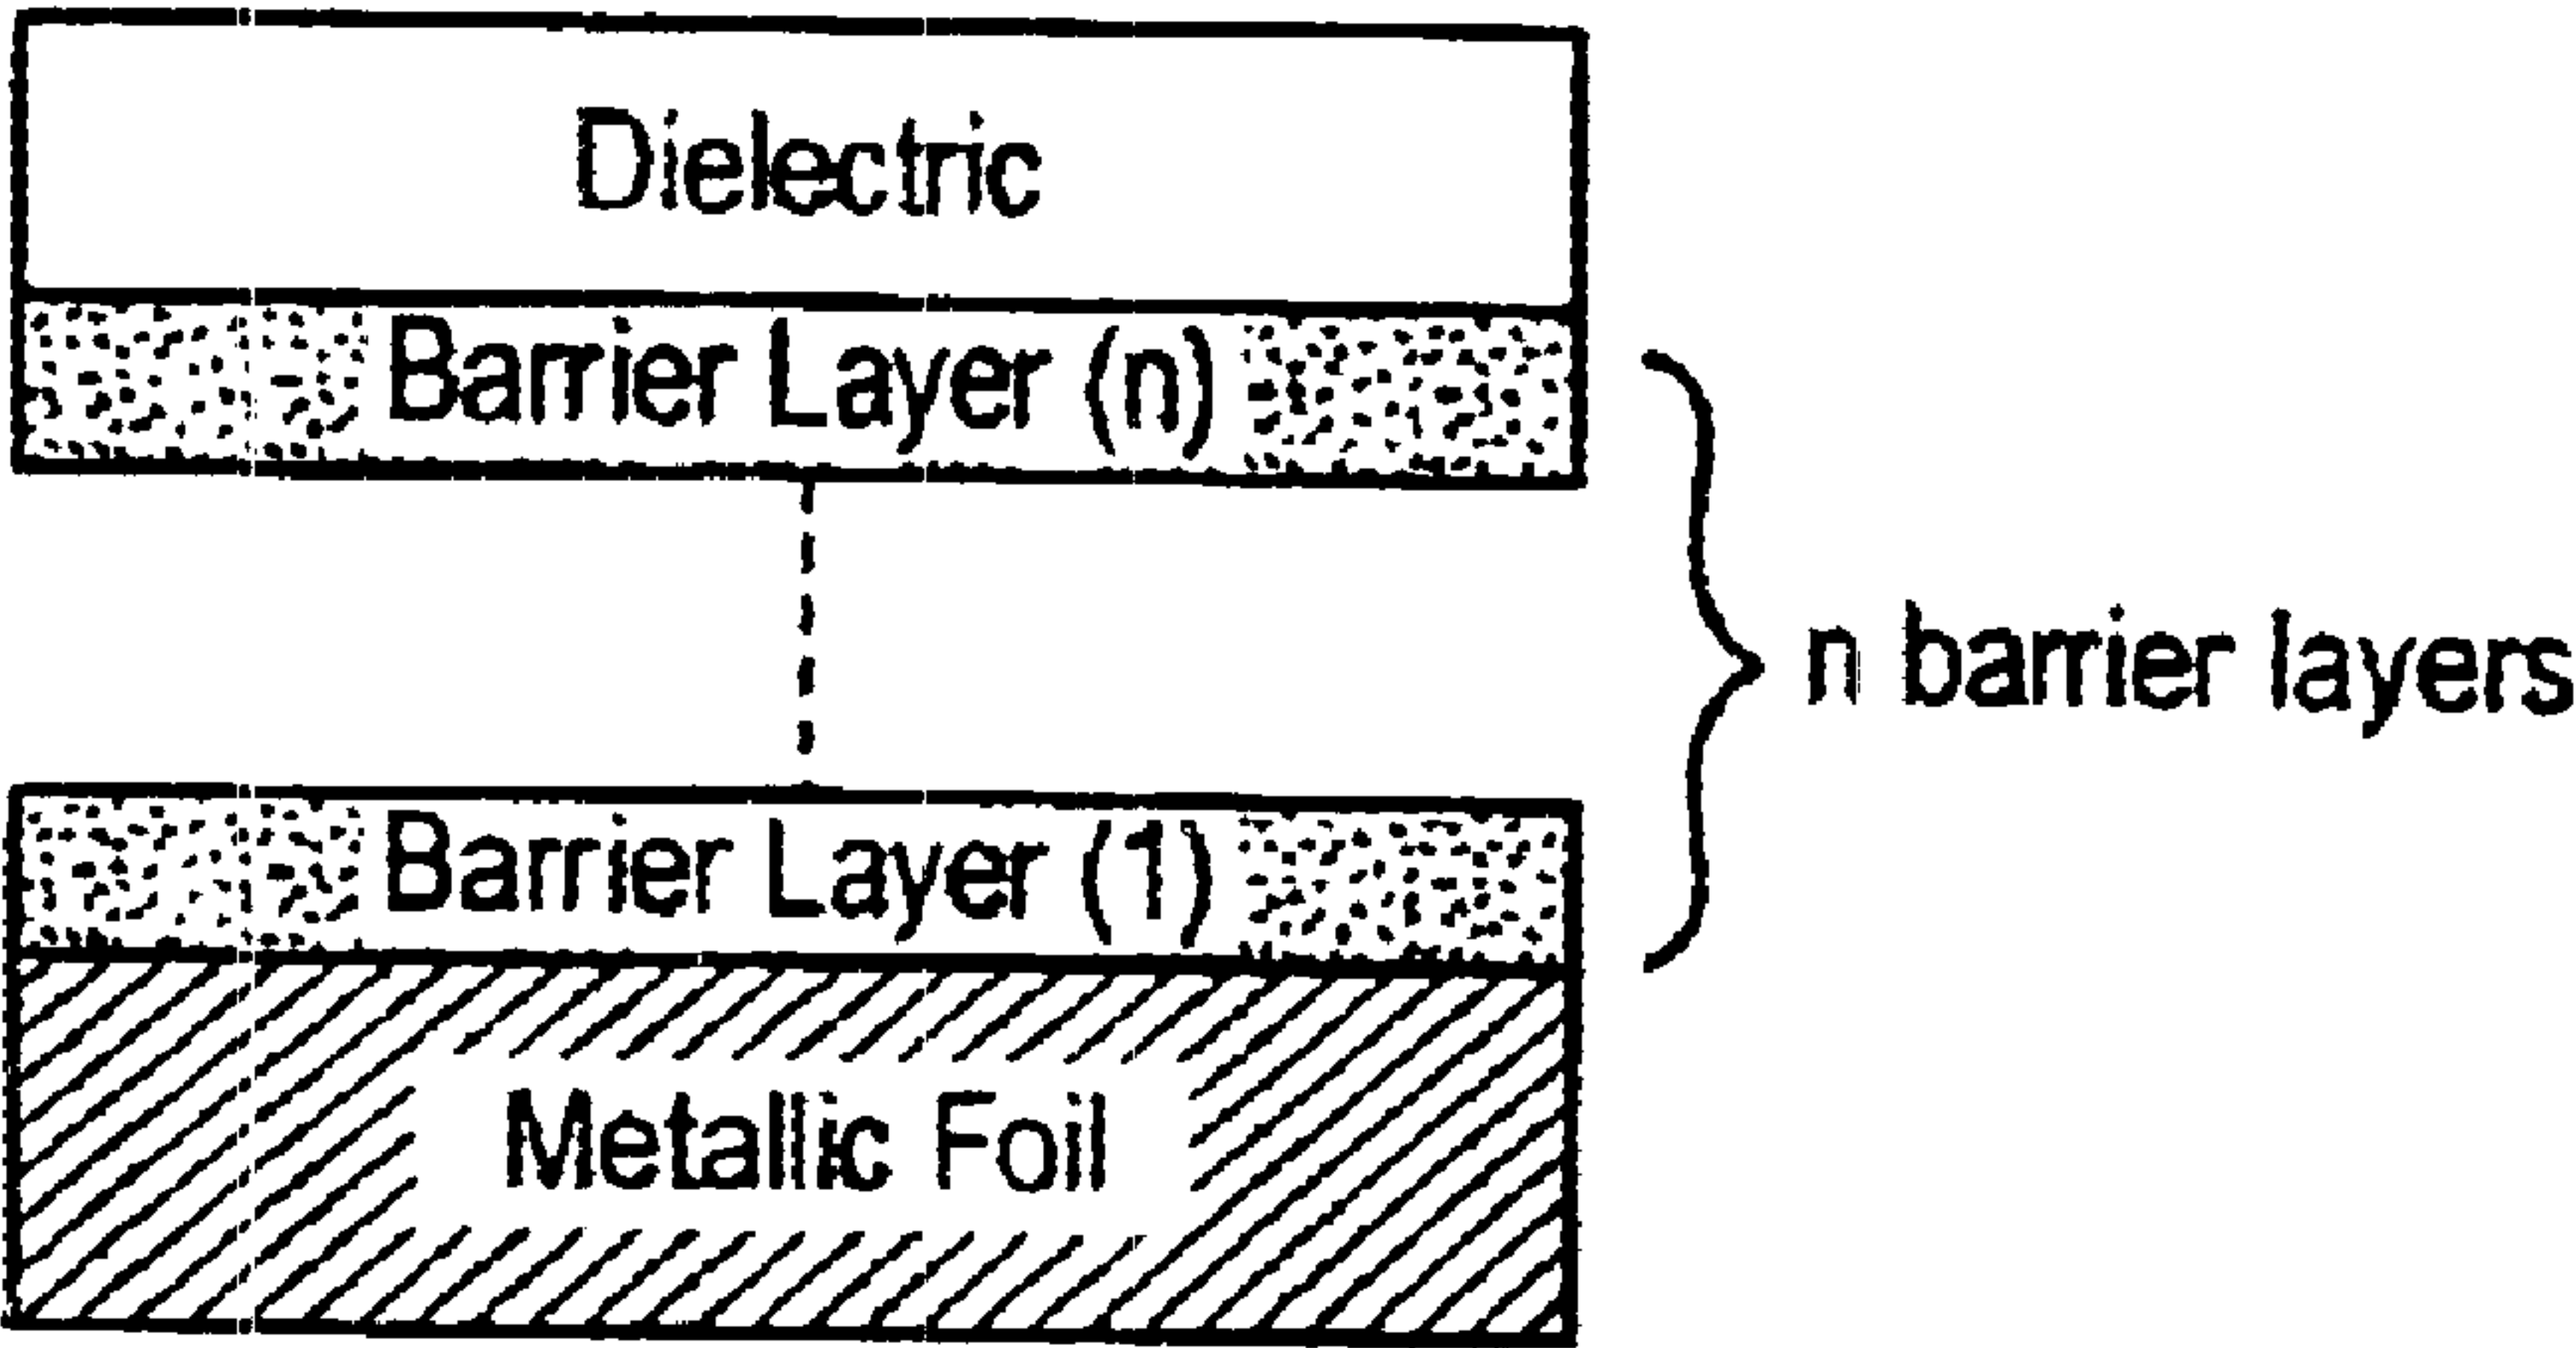 Dielectric
Barrier Layer (n)
n barrier layers
Barrier Layer (1)
Metallic Foil